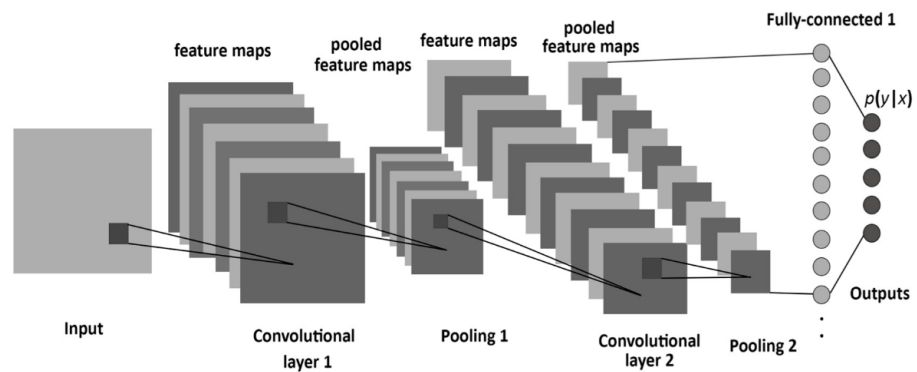 Fully-connected 1
feature maps
pooled
feature maps
feature maps
pooled
feature maps
p(y|x)
Outputs
Input
Convolutional
layer 1
Pooling 1
Convolutional
layer 2
Pooling 2